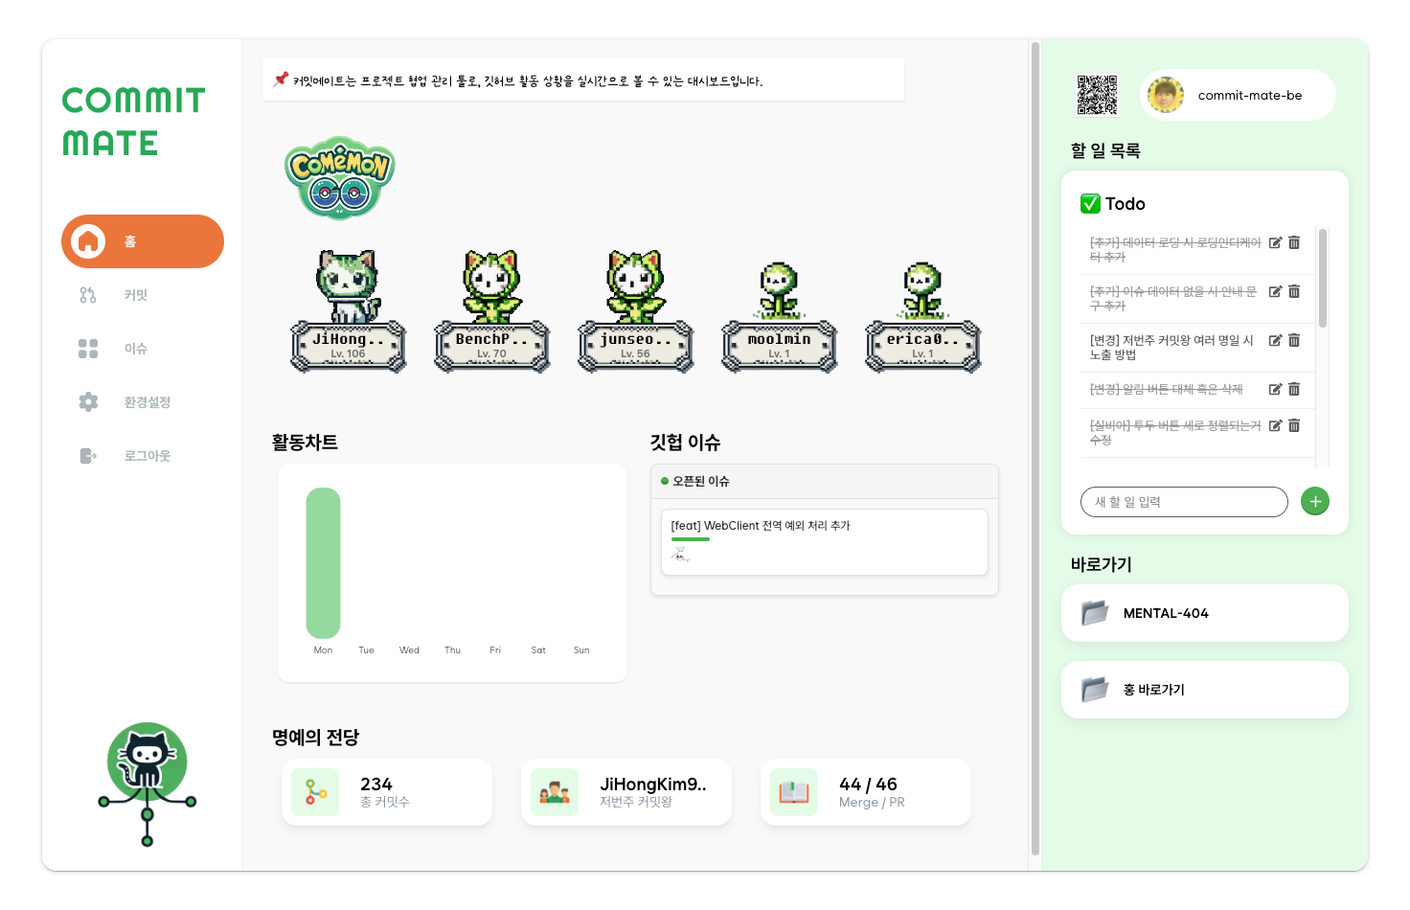 COMMIT
MATE
홈
커밋
이슈
환경설정
로그아웃
커밋메이트는 프로젝트 협업 관리 툴로, 깃허브 활동 상황을 실시간으로 볼 수 있는 대시보드입니다.
COMÉMON
GO
JiHong..
Lv. 106
BenchP..
Lv. 70
junseo..
Lv. 56
moolmin
Lv. 1
erica0..
Lv. 1
활동차트
Mon Tue Wed Thu Fri Sat Sun
깃헙 이슈
오픈된 이슈
[feat] WebClient 전역 예외 처리 추가
명예의 전당
234
총 커밋수
JiHongKim9..
저번주 커밋왕
44 / 46
Merge / PR
commit-mate-be
할 일 목록
✅ Todo
[추가] 데이터 로딩 시 로딩인디케이
터 추가
[추가] 이슈 데이터 없을 시 안내 문
구 추가
[변경] 저번주 커밋왕 여러 명일 시
노출 방법
[변경] 알림 버튼 대체 혹은 삭제
[실비아] 투두 버튼 세로 정렬되는거
수정
새 할 일 입력
바로가기
MENTAL-404
홍 바로가기